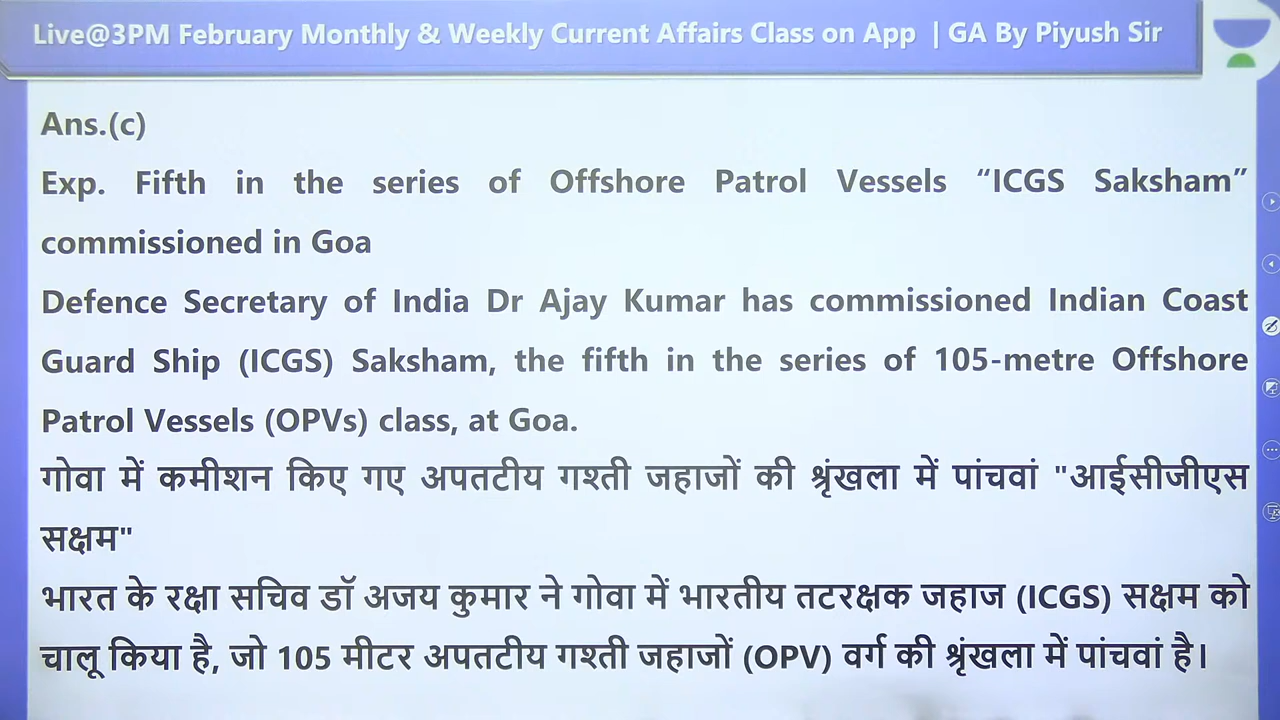 Live@3PM February Monthly & Weekly Current Affairs Class on App | GA By Piyush Sir
Ans.(c)
Exp. Fifth in the series of Offshore Patrol Vessels “ICGS Saksham”
commissioned in Goa
Defence Secretary of India Dr Ajay Kumar has commissioned Indian Coast
Guard Ship (ICGS) Saksham, the fifth in the series of 105-metre Offshore
Patrol Vessels (OPVs) class, at Goa.
गोवा में कमीशन किए गए अपतटीय गश्ती जहाजों की श्रृंखला में पांचवां "आईसीजीएस
सक्षम"
भारत के रक्षा सचिव डॉ अजय कुमार ने गोवा में भारतीय तटरक्षक जहाज (ICGS) सक्षम को
चालू किया है, जो 105 मीटर अपतटीय गश्ती जहाजों (OPV) वर्ग की श्रृंखला में पांचवां है।